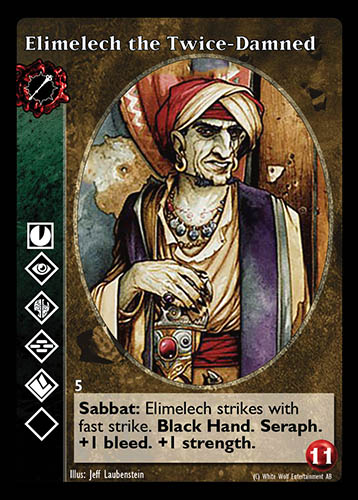 Elimelech the Twice-Damned
5
Sabbat: Elimelech strikes with
fast strike. Black Hand. Seraph.
+1 bleed. +1 strength.
11
Illus: Jeff Laubenstein
(C) White Wolf Entertainment AB